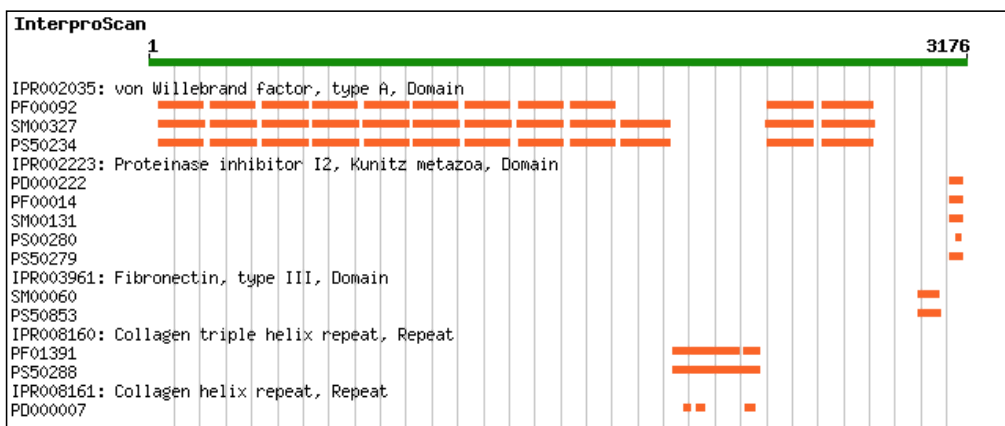 InterproScan
1 3176
IPR002035: von Willebrand factor, type A, Domain
PF00092
SM00327
PS50234
IPR002223: Proteinase inhibitor I2, Kunitz metazoa, Domain
PD000222
PF00014
SM00131
PS00280
PS50279
IPR003961: Fibronectin, type III, Domain
SM00060
PS50853
IPR008160: Collagen triple helix repeat, Repeat
PF01391
PS50288
IPR008161: Collagen helix repeat, Repeat
PD000007